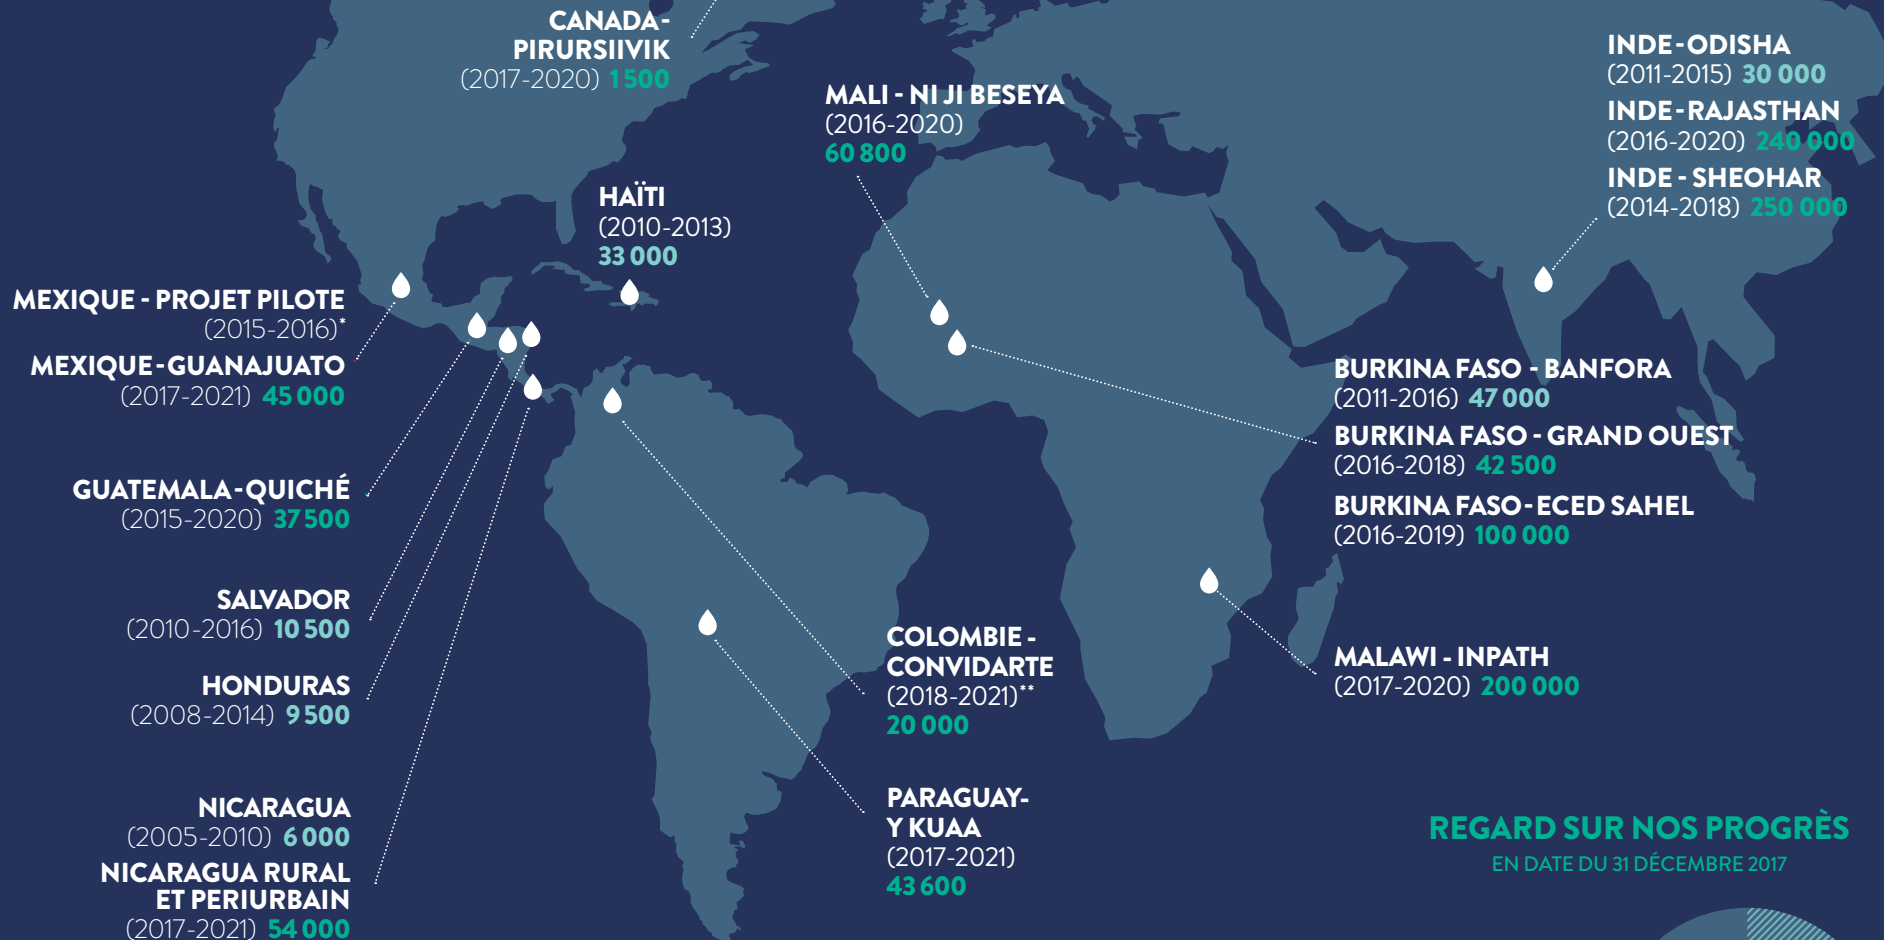 CANADA-
PIRURSIIVIK
(2017-2020) 1 500
MALI - NI JI BESEYA
(2016-2020)
60 800
INDE - ODISHA
(2011-2015) 30 000
INDE - RAJASTHAN
(2016-2020) 240 000
INDE - SHEOHAR
(2014-2018) 250 000
HAÏTI
(2010-2013)
33 000
MEXIQUE - PROJET PILOTE
(2015-2016)*
MEXIQUE - GUANAJUATO
(2017-2021) 45 000
GUATEMALA - QUICHÉ
(2015-2020) 37 500
SALVADOR
(2010-2016) 10 500
HONDURAS
(2008-2014) 9 500
NICARAGUA
(2005-2010) 6 000
NICARAGUA RURAL
ET PERIURBAIN
(2017-2021) 54 000
COLOMBIE -
CONVIDARTE
(2018-2021)**
20 000
PARAGUAY-
Y KUAA
(2017-2021)
43 600
BURKINA FASO - BANFORA
(2011-2016) 47 000
BURKINA FASO - GRAND OUEST
(2016-2018) 42 500
BURKINA FASO - ECED SAHEL
(2016-2019) 100 000
MALAWI - INPATH
(2017-2020) 200 000
REGARD SUR NOS PROGRÈS
EN DATE DU 31 DÉCEMBRE 2017